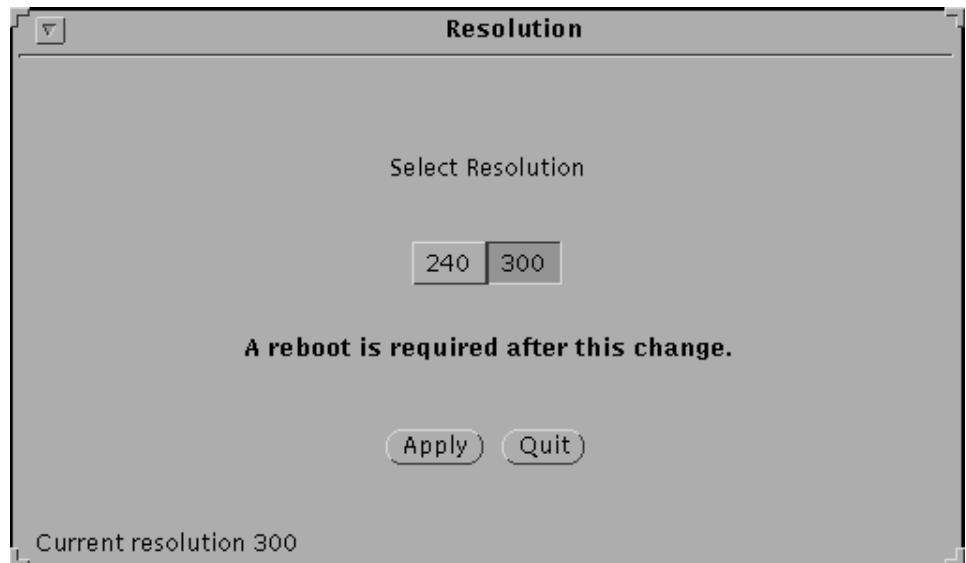 Resolution
Select Resolution
240 300
A reboot is required after this change.
Apply Quit
Current resolution 300